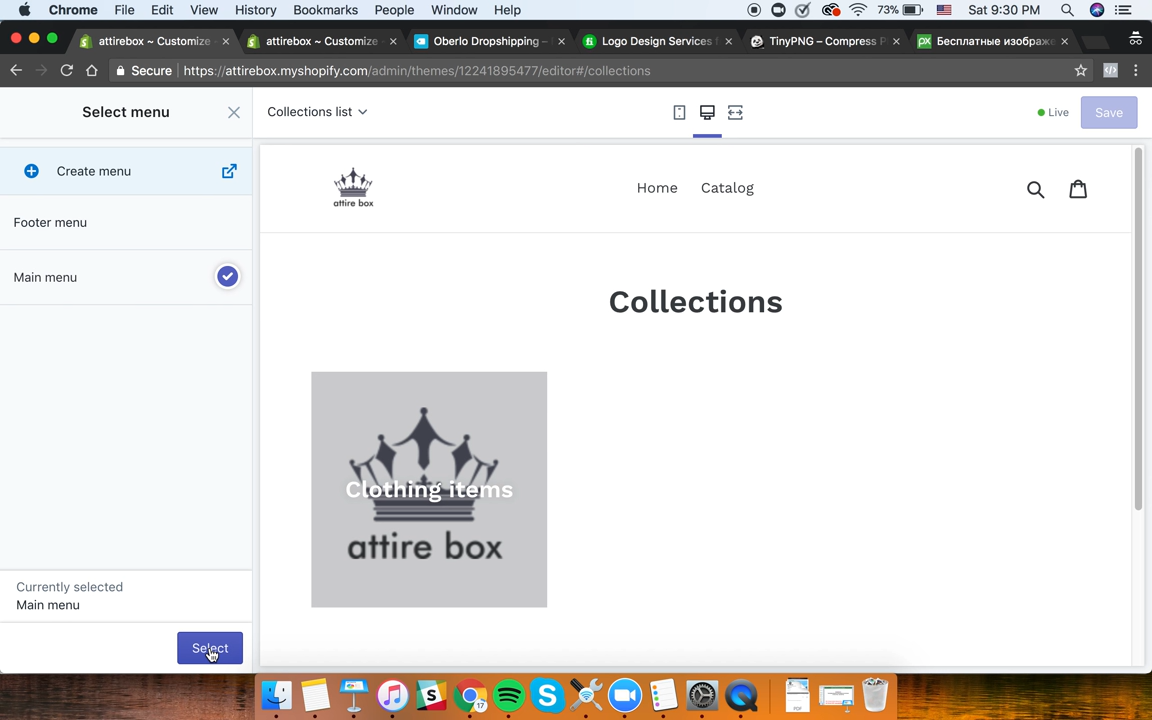 Chrome File Edit View History Bookmarks People Window Help 73% Sat 9:30 PM
attirebox ~ Customize attirebox ~ Customize Oberlo Dropshipping – Logo Design Services f TinyPNG – Compress P Бесплатные изображе
Secure https://attirebox.myshopify.com/admin/themes/12241895477/editor#/collections
Select menu Collections list Live Save
Create menu
attire box Home Catalog
Footer menu
Main menu
Collections
Clothing items
attire box
Currently selected
Main menu
Select
17
PDF